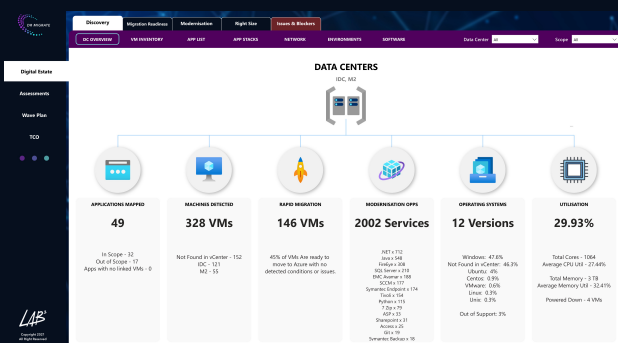 DR MIGRATE
Discovery
Migration Readiness
Modernisation
Right Size
Issues & Blockers
DC OVERVIEW
VM INVENTORY
APP LIST
APP STACKS
NETWORK
ENVIRONMENTS
SOFTWARE
Data Center All
Scope All
Digital Estate
Assessments
Wave Plan
TCO
DATA CENTERS
IDC, M2
APPLICATIONS MAPPED
49
In Scope - 32
Out of Scope - 17
Apps with no linked VMs - 0
MACHINES DETECTED
328 VMs
Not Found in vCenter - 152
IDC - 121
M2 - 55
RAPID MIGRATION
146 VMs
45% of VMs Are ready to
move to Azure with no
detected conditions or issues.
MODERNISATION OPPS
2002 Services
.NET x 712
Java x 548
FireEye x 308
SQL Server x 210
EMC Avemar x 188
SCCM x 177
Symantec Endpoint x 174
Tivoli x 154
Python x 115
7 Zip x 79
ASP x 33
Sharepoint x 31
Access x 25
Git x 19
Symantec Backup x 18
OPERATING SYSTEMS
12 Versions
Windows: 47.6%
Not Found in vCenter: 46.3%
Ubuntu: 4%
Centos: 0.9%
VMware: 0.6%
Linux: 0.3%
Unix: 0.3%
Out of Support: 3%
UTILISATION
29.93%
Total Cores - 1064
Average CPU Util - 27.44%
Total Memory - 3 TB
Average Memory Util - 32.41%
Powered Down - 4 VMs
LAB³
Copyright 2021
All Right Reserved